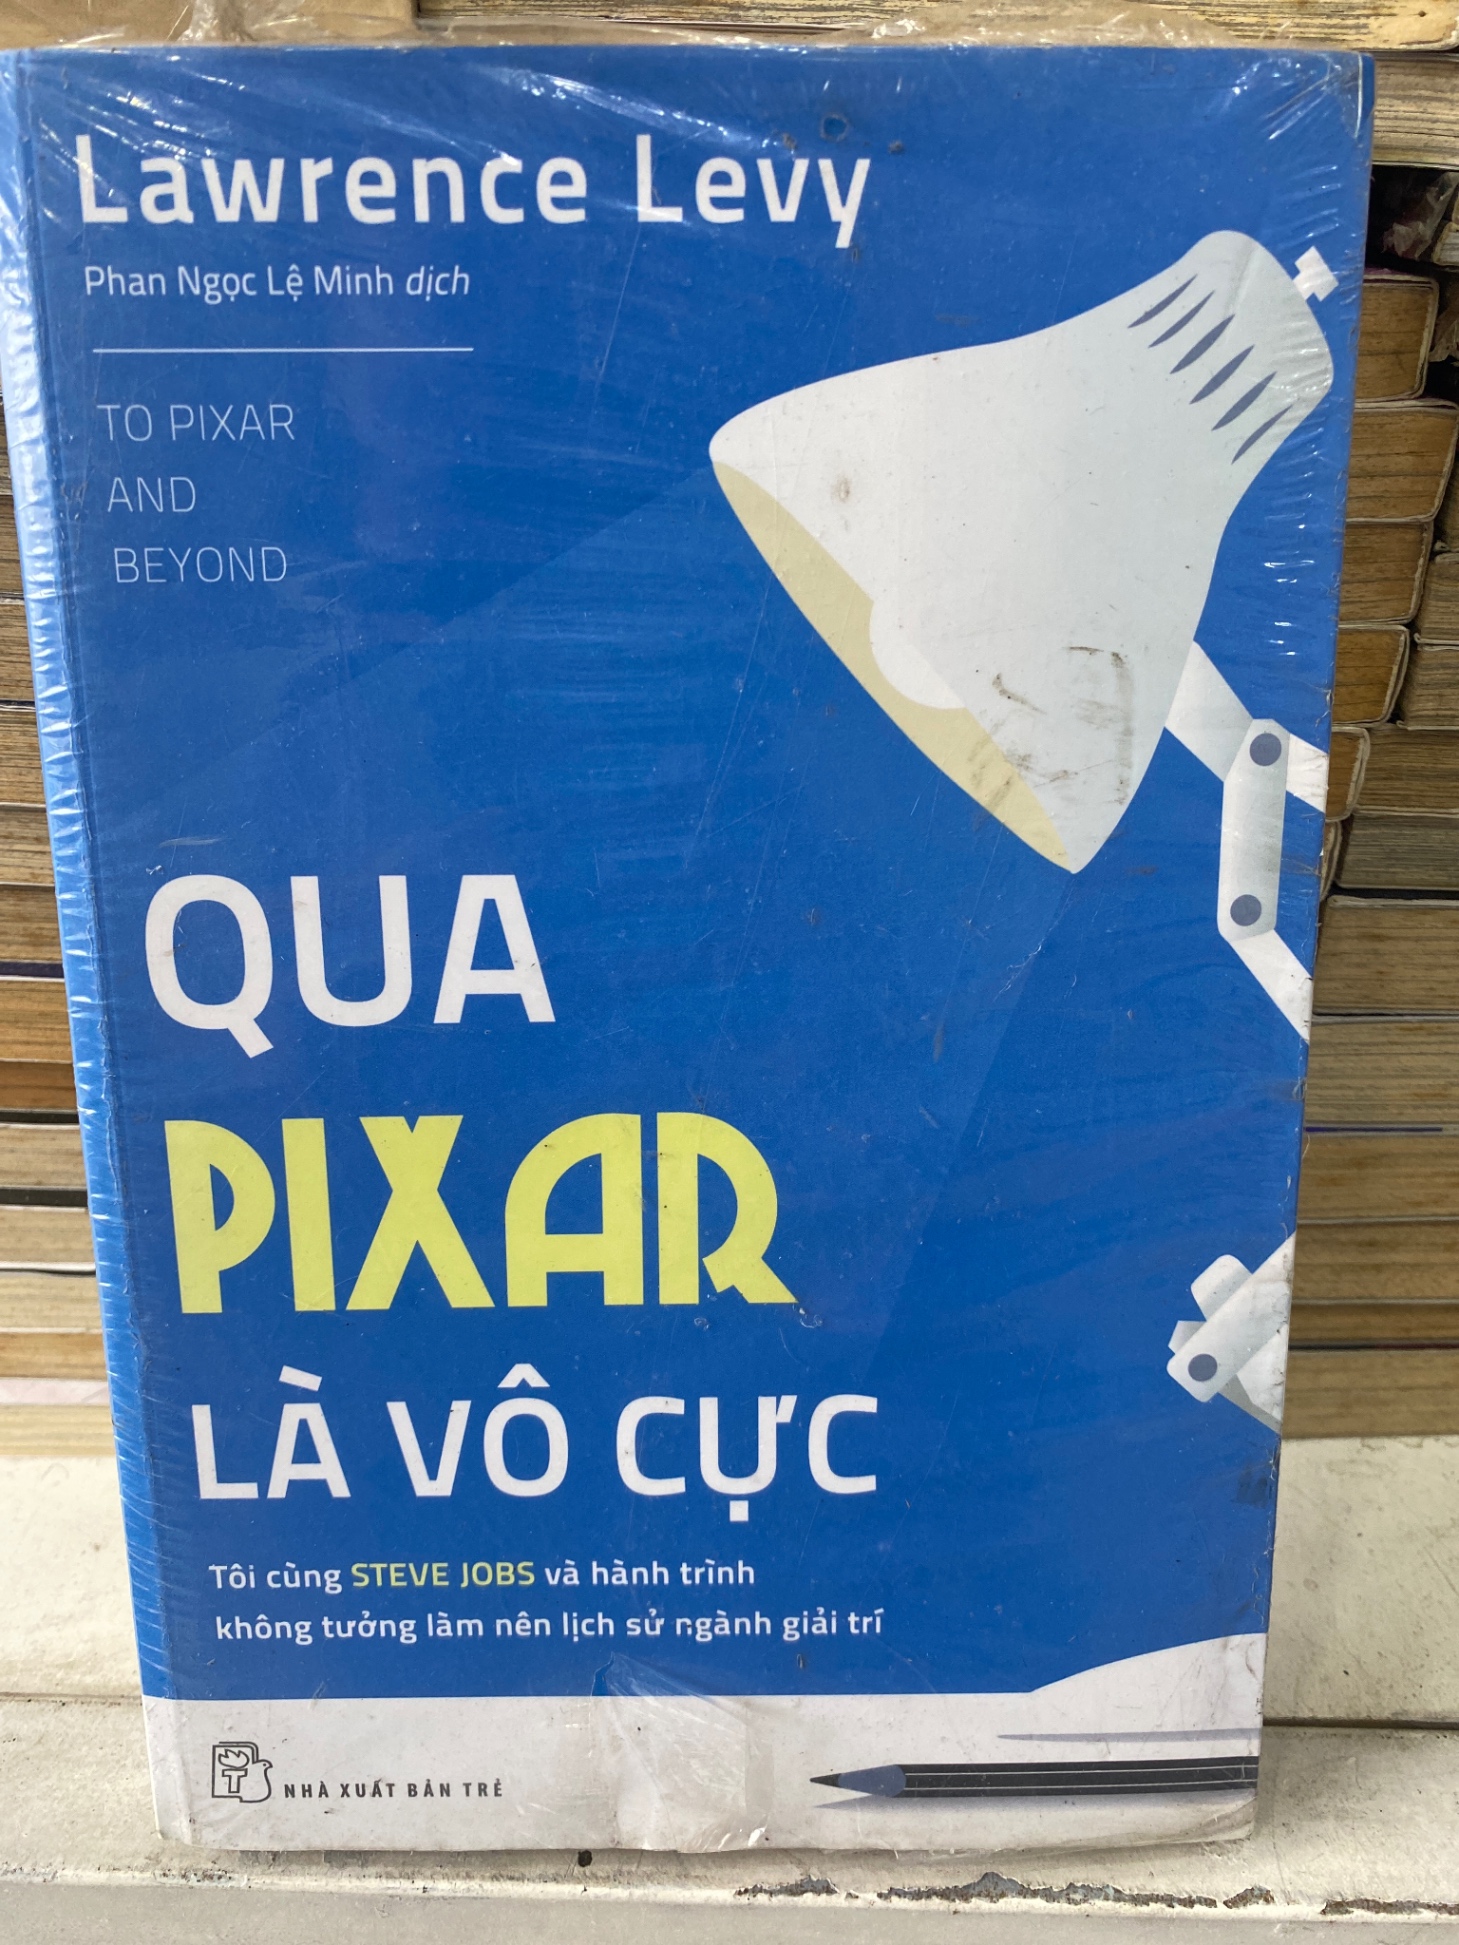 Lawrence Levy
Phan Ngọc Lệ Minh dịch
TO PIXAR
AND
BEYOND
QUA
PIXAR
LÀ VÔ CỰC
Tôi cùng STEVE JOBS và hành trình
không tưởng làm nên lịch sử ngành giải trí
NHÀ XUẤT BẢN TRẺ